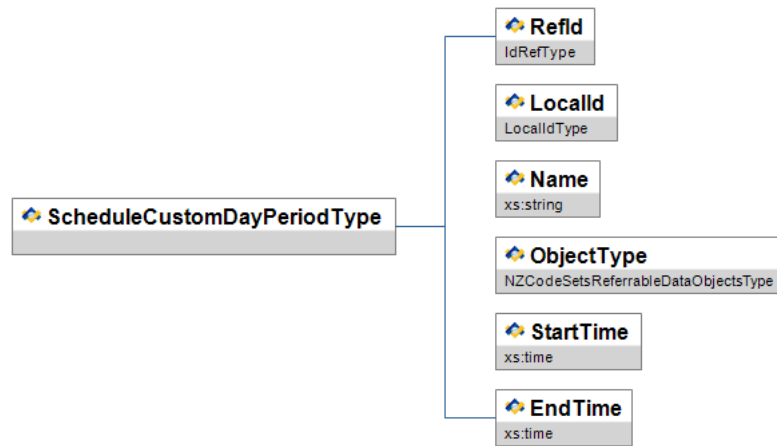 RefId
IdRefType
LocalId
LocalIdType
Name
xs:string
ScheduleCustomDayPeriodType
ObjectType
NZCodeSetsReferrableDataObjectsType
StartTime
xs:time
EndTime
xs:time